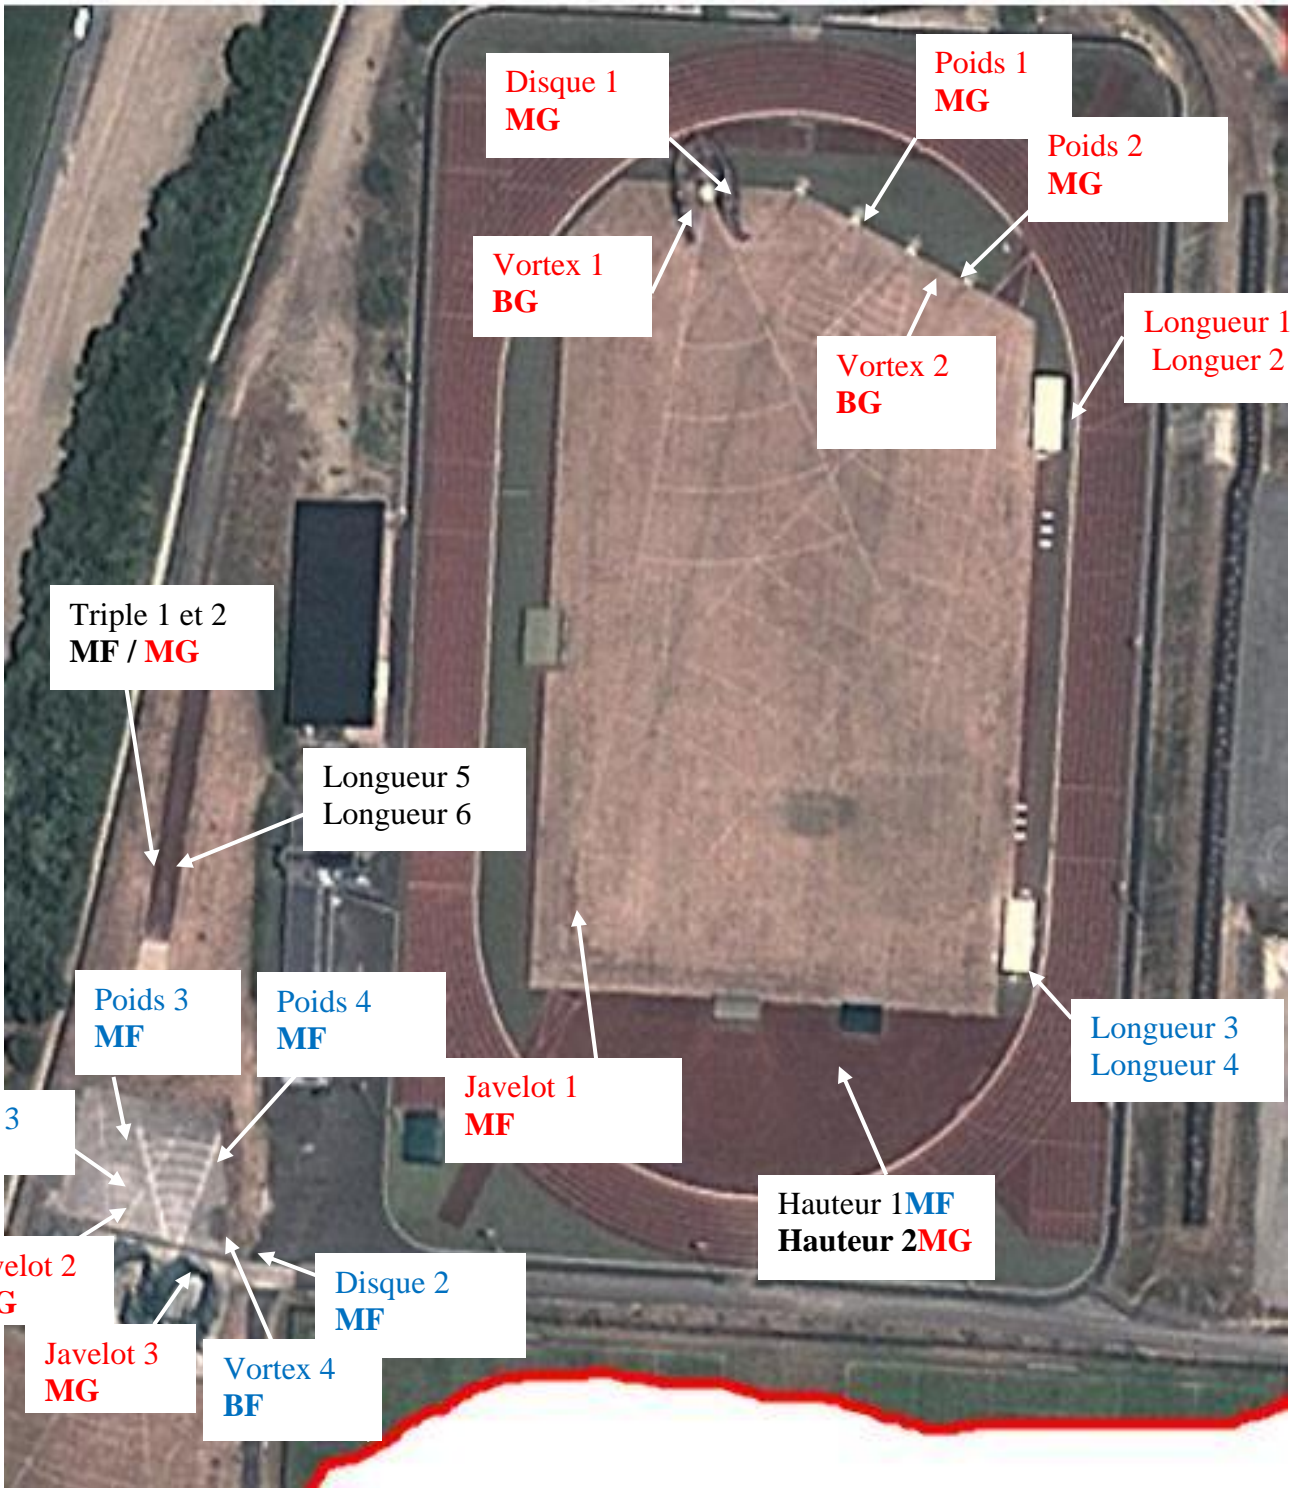 Disque 1
MG
Poids 1
MG
Poids 2
MG
Vortex 1
BG
Vortex 2
BG
Longueur 1
Longuer 2
Triple 1 et 2
MF / MG
Longueur 5
Longueur 6
Poids 3
MF
Poids 4
MF
Javelot 1
MF
Longueur 3
Longueur 4
3
Hauteur 1MF
Hauteur 2MG
velot 2
G
Disque 2
MF
Javelot 3
MG
Vortex 4
BF